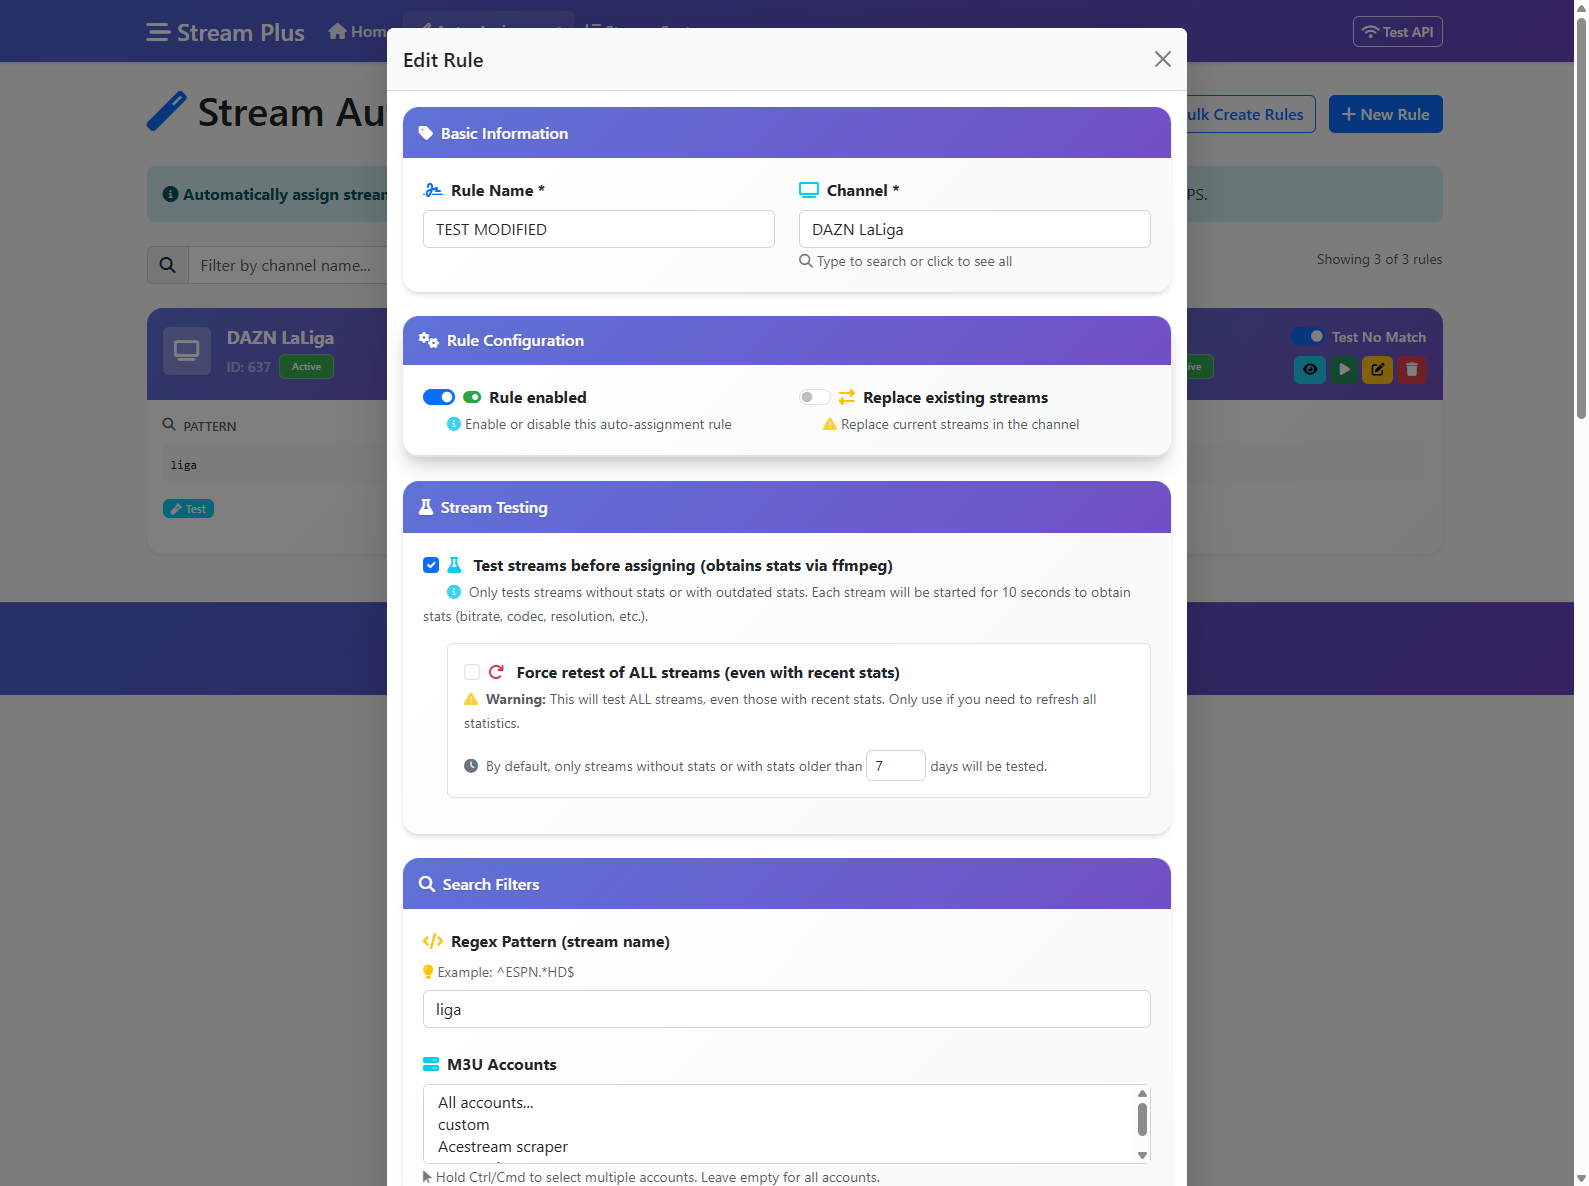 Stream Plus
Hom
Test API
Edit Rule
Stream Au
ulk Create Rules
New Rule
Automatically assign strear
PS.
Filter by channel name...
Showing 3 of 3 rules
DAZN LaLiga
ID: 637
Active
ive
Test No Match
PATTERN
liga
Test
Basic Information
Rule Name *
Channel *
TEST MODIFIED
DAZN LaLiga
Type to search or click to see all
Rule Configuration
Rule enabled
Replace existing streams
Enable or disable this auto-assignment rule
Replace current streams in the channel
Stream Testing
Test streams before assigning (obtains stats via ffmpeg)
Only tests streams without stats or with outdated stats. Each stream will be started for 10 seconds to obtain
stats (bitrate, codec, resolution, etc.).
Force retest of ALL streams (even with recent stats)
Warning: This will test ALL streams, even those with recent stats. Only use if you need to refresh all
statistics.
By default, only streams without stats or with stats older than 7 days will be tested.
Search Filters
Regex Pattern (stream name)
Example: ^ESPN.*HD$
liga
M3U Accounts
All accounts...
custom
Acestream scraper
Hold Ctrl/Cmd to select multiple accounts. Leave empty for all accounts.